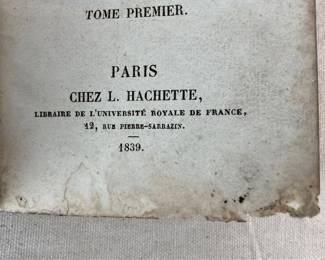 TOME PREMIER.
PARIS
CHEZ L. HACHETTE,
LIBRAIRE DE L'UNIVERSITÉ ROYALE DE FRANCE,
12, RUE PIERRE-SARRAZIN.
1839.